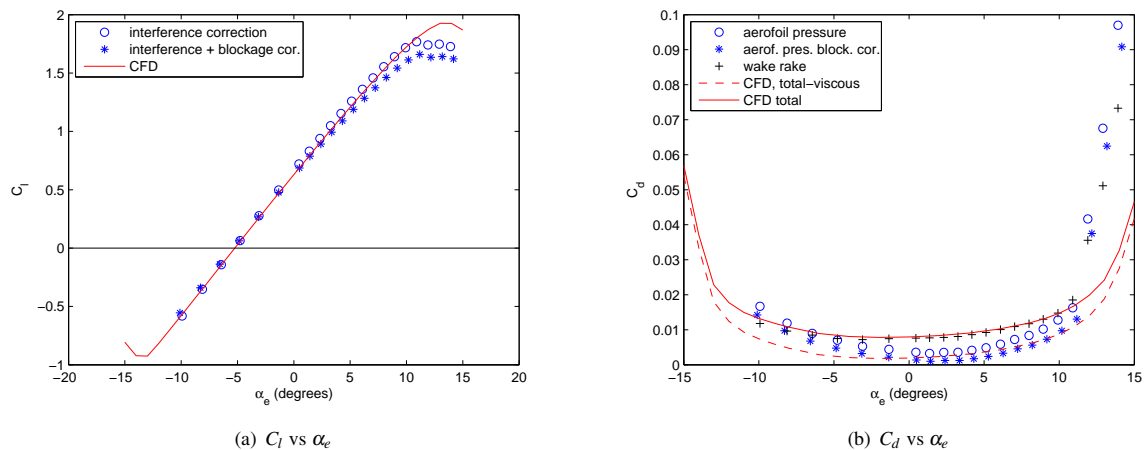 interference correction
interference + blockage cor.
CFD
2
1.5
1
0.5
0
−0.5
−1
C_l
−20 −15 −10 −5 0 5 10 15 20
α_e (degrees)
(a) C_l vs α_e
aerofoil pressure
aerof. pres. block. cor.
wake rake
CFD, total−viscous
CFD total
0.1
0.09
0.08
0.07
0.06
0.05
0.04
0.03
0.02
0.01
0
C_d
−15 −10 −5 0 5 10 15
α_e (degrees)
(b) C_d vs α_e